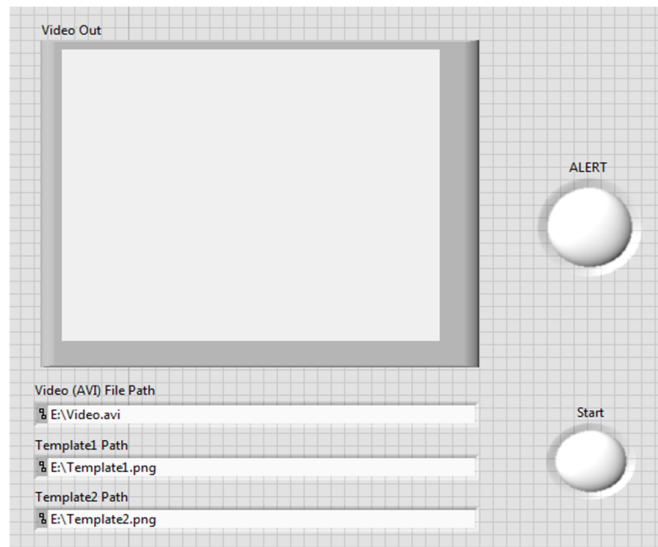 Video Out
ALERT
Video (AVI) File Path
E:\Video.avi
Start
Template1 Path
E:\Template1.png
Template2 Path
E:\Template2.png